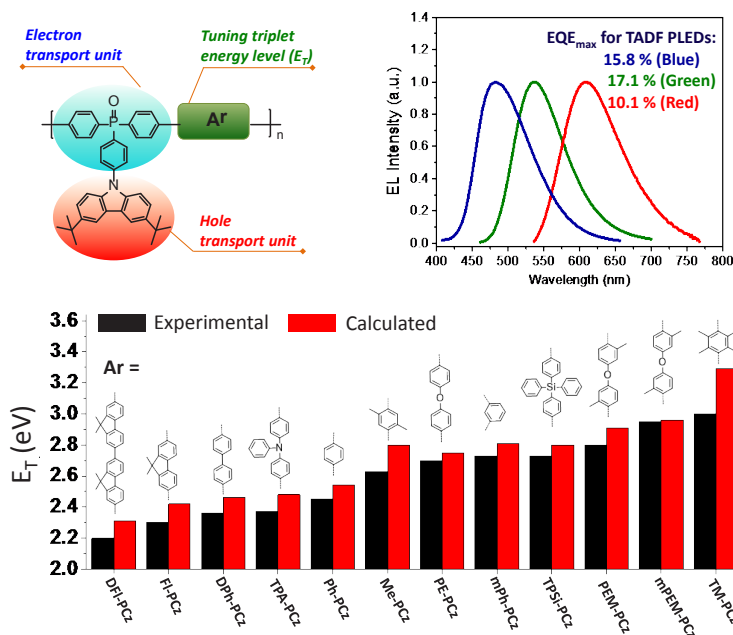 Electron
transport unit
Tuning triplet
energy level (E_T)
O
P
Ar
n
N
Hole
transport unit
EQE_max for TADF PLEDs:
15.8 % (Blue)
17.1 % (Green)
10.1 % (Red)
EL Intensity (a.u.)
1.4
1.2
1.0
0.8
0.6
0.4
0.2
0.0
400 450 500 550 600 650 700 750 800
Wavelength (nm)
Experimental
Calculated
Ar =
N
O
Si
O
O
E_T (eV)
3.6
3.4
3.2
3.0
2.8
2.6
2.4
2.2
2.0
DFl-PCz
Fl-PCz
DPh-PCz
TPA-PCz
Ph-PCz
Me-PCz
PE-PCz
mPh-PCz
TPSi-PCz
PEM-PCz
mPEM-PCz
TM-PCz